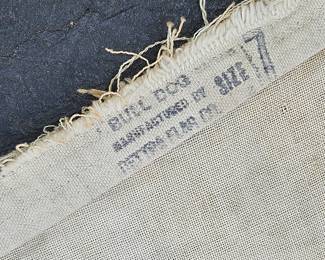 BULL DOG
MANUFACTURED BY
DETTRA FLAG CO.
SIZE 7